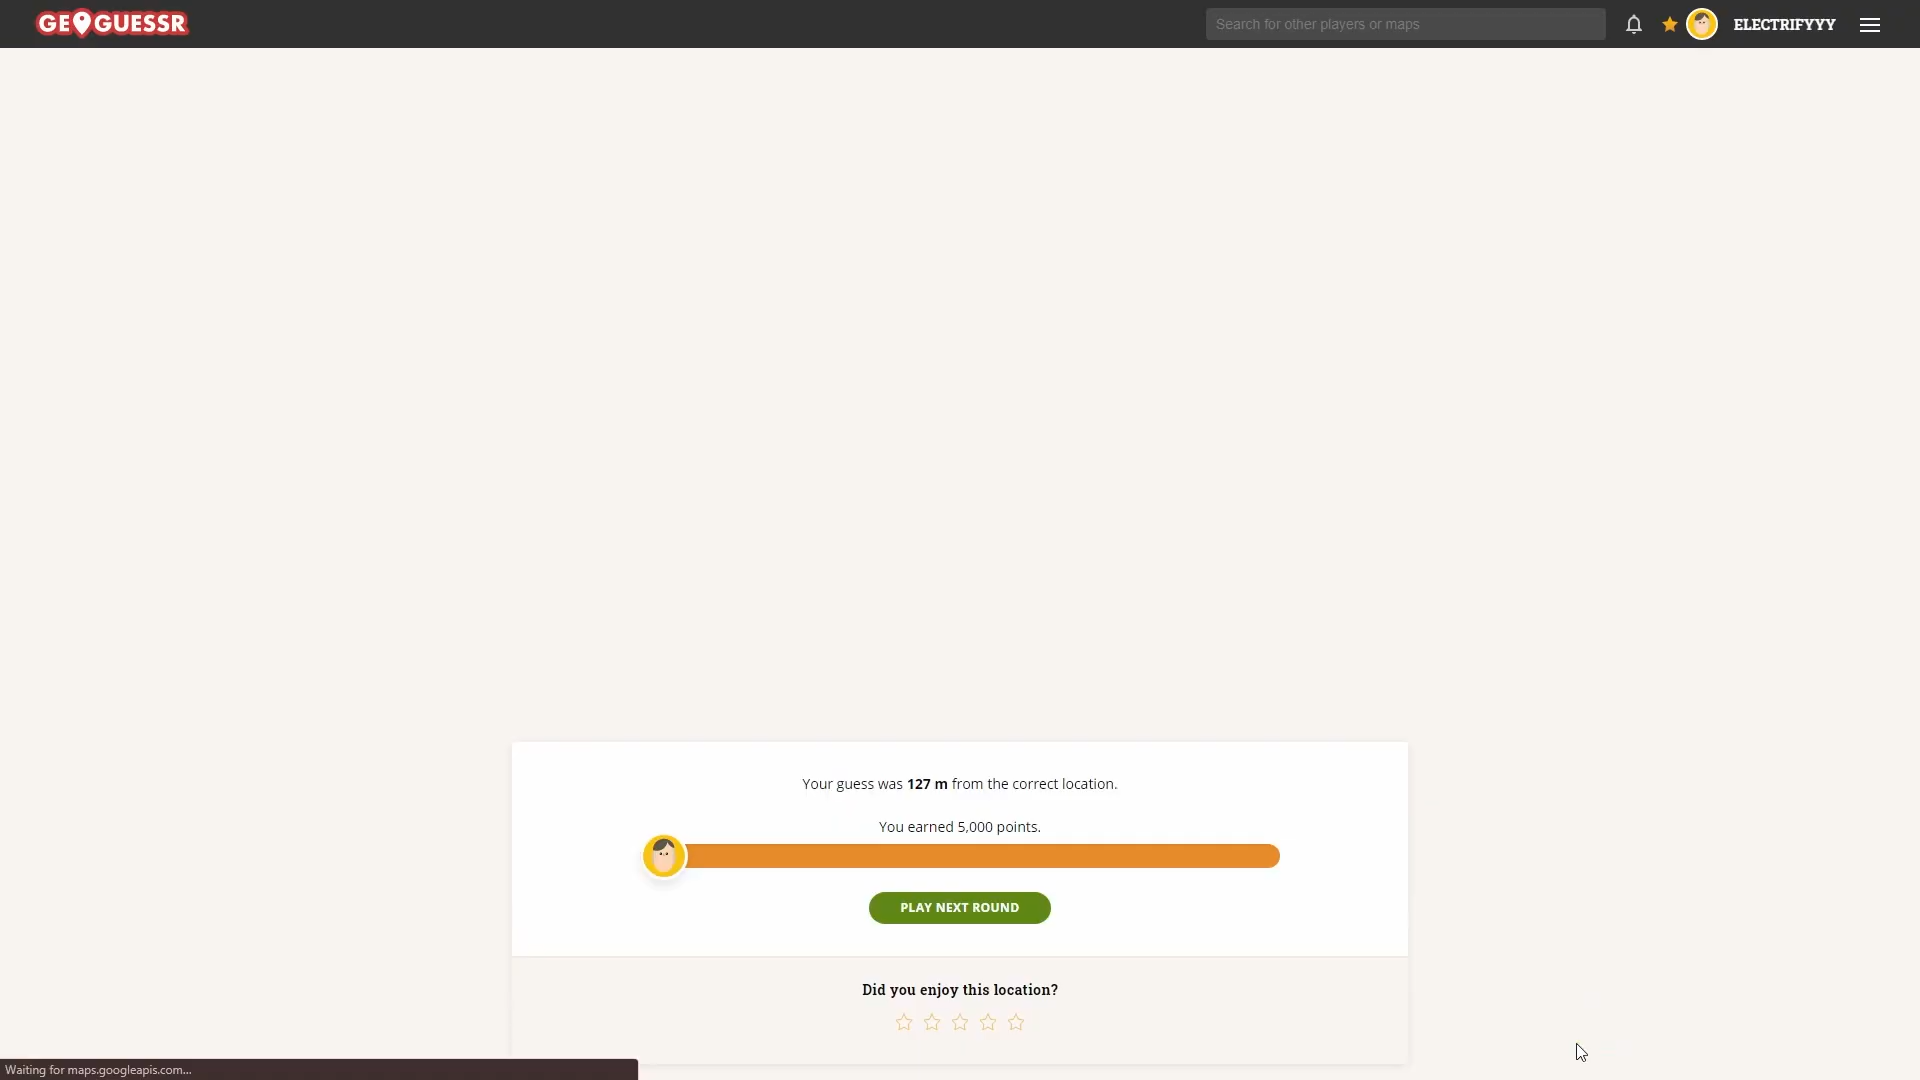 GEOGUESSR
Search for other players or maps
ELECTRIFYYY
Your guess was 127 m from the correct location.
You earned 5,000 points.
PLAY NEXT ROUND
Did you enjoy this location?
Waiting for maps.googleapis.com...